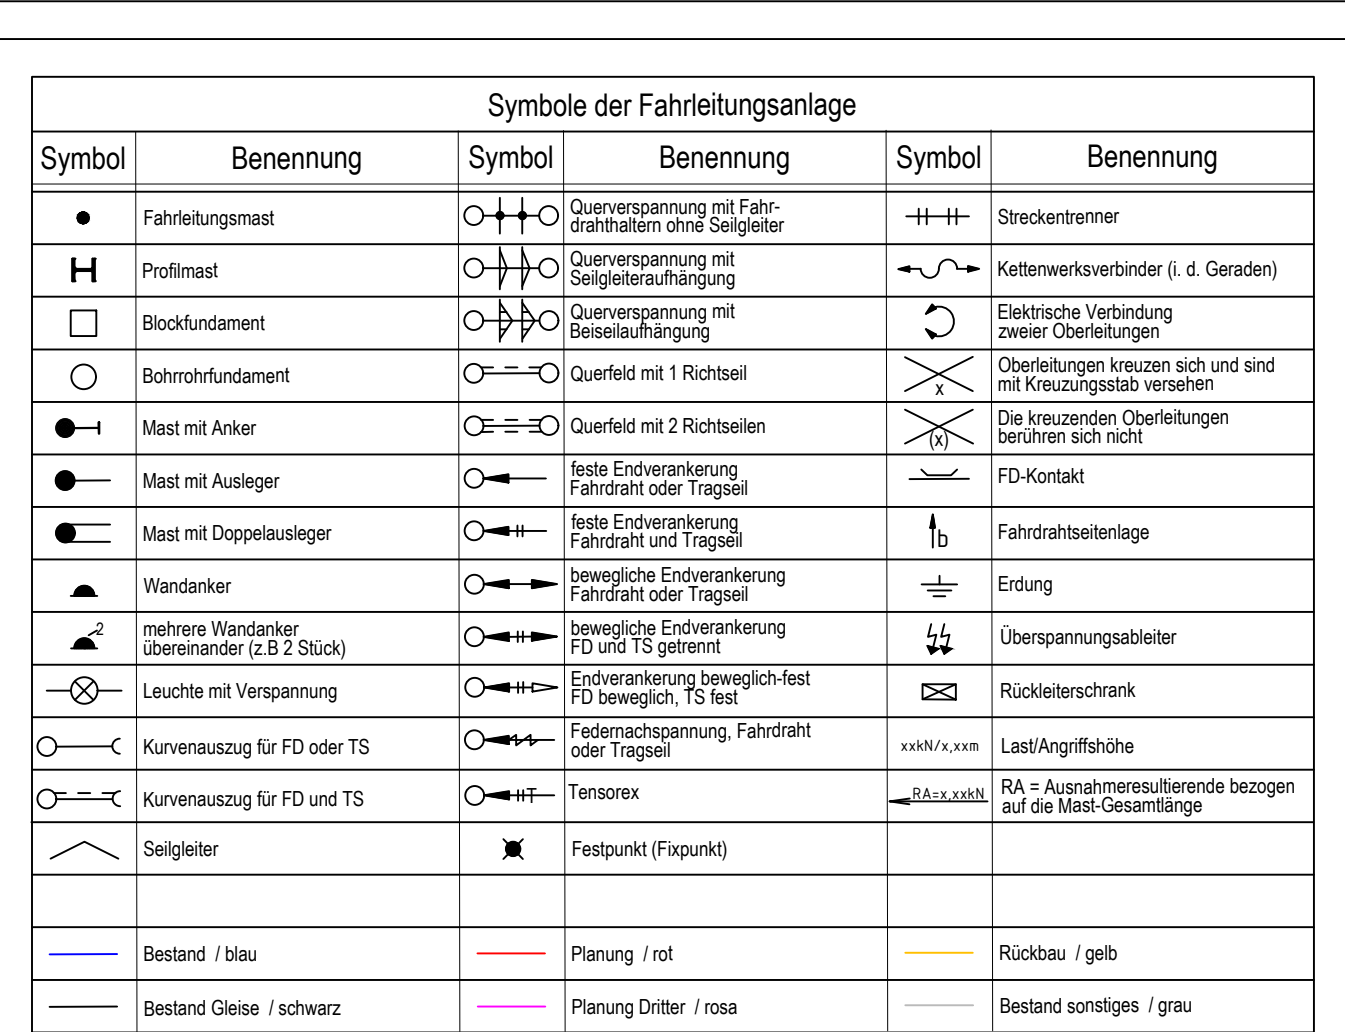 Symbole der Fahrleitungsanlage
Symbol Benennung Symbol Benennung Symbol Benennung
Fahrleitungsmast
Querverspannung mit Fahr-
drahthaltern ohne Seilgleiter
Streckentrenner
Profilmast
Querverspannung mit
Seilgleiteraufhängung
Kettenwerksverbinder (i. d. Geraden)
Blockfundament
Querverspannung mit
Beiseilaufhängung
Elektrische Verbindung
zweier Oberleitungen
Bohrrohrfundament
Querfeld mit 1 Richtseil
x
Oberleitungen kreuzen sich und sind
mit Kreuzungsstab versehen
Mast mit Anker
Querfeld mit 2 Richtseilen
(x)
Die kreuzenden Oberleitungen
berühren sich nicht
Mast mit Ausleger
feste Endverankerung
Fahrdraht oder Tragseil
FD-Kontakt
Mast mit Doppelausleger
feste Endverankerung
Fahrdraht und Tragseil
b
Fahrdrahtseitenlage
Wandanker
bewegliche Endverankerung
Fahrdraht oder Tragseil
Erdung
2
mehrere Wandanker
übereinander (z.B 2 Stück)
bewegliche Endverankerung
FD und TS getrennt
Überspannungsableiter
Leuchte mit Verspannung
Endverankerung beweglich-fest
FD beweglich, TS fest
Rückleiterschrank
Kurvenauszug für FD oder TS
Federnachspannung, Fahrdraht
oder Tragseil
xxkN/x,xxm
Last/Angriffshöhe
Kurvenauszug für FD und TS
Tensorex
RA=x,xxkN
RA = Ausnahmeresultierende bezogen
auf die Mast-Gesamtlänge
Seilgleiter
Festpunkt (Fixpunkt)
Bestand / blau
Planung / rot
Rückbau / gelb
Bestand Gleise / schwarz
Planung Dritter / rosa
Bestand sonstiges / grau